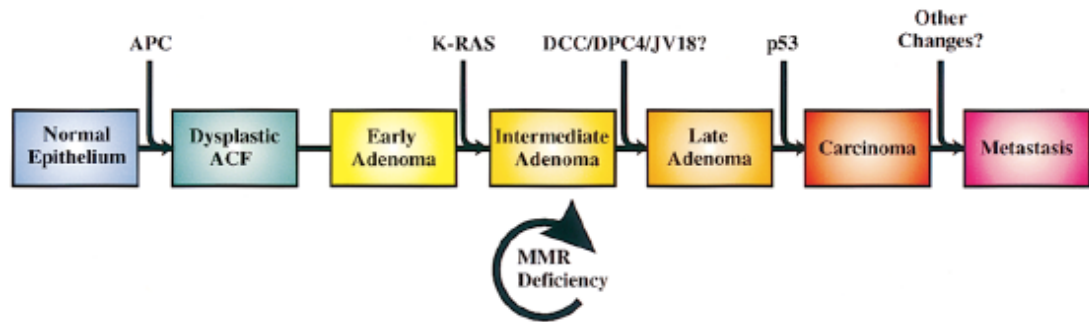 APC
K-RAS
DCC/DPC4/JV18?
p53
Other
Changes?
Normal
Epithelium
Dysplastic
ACF
Early
Adenoma
Intermediate
Adenoma
Late
Adenoma
Carcinoma
Metastasis
MMR
Deficiency